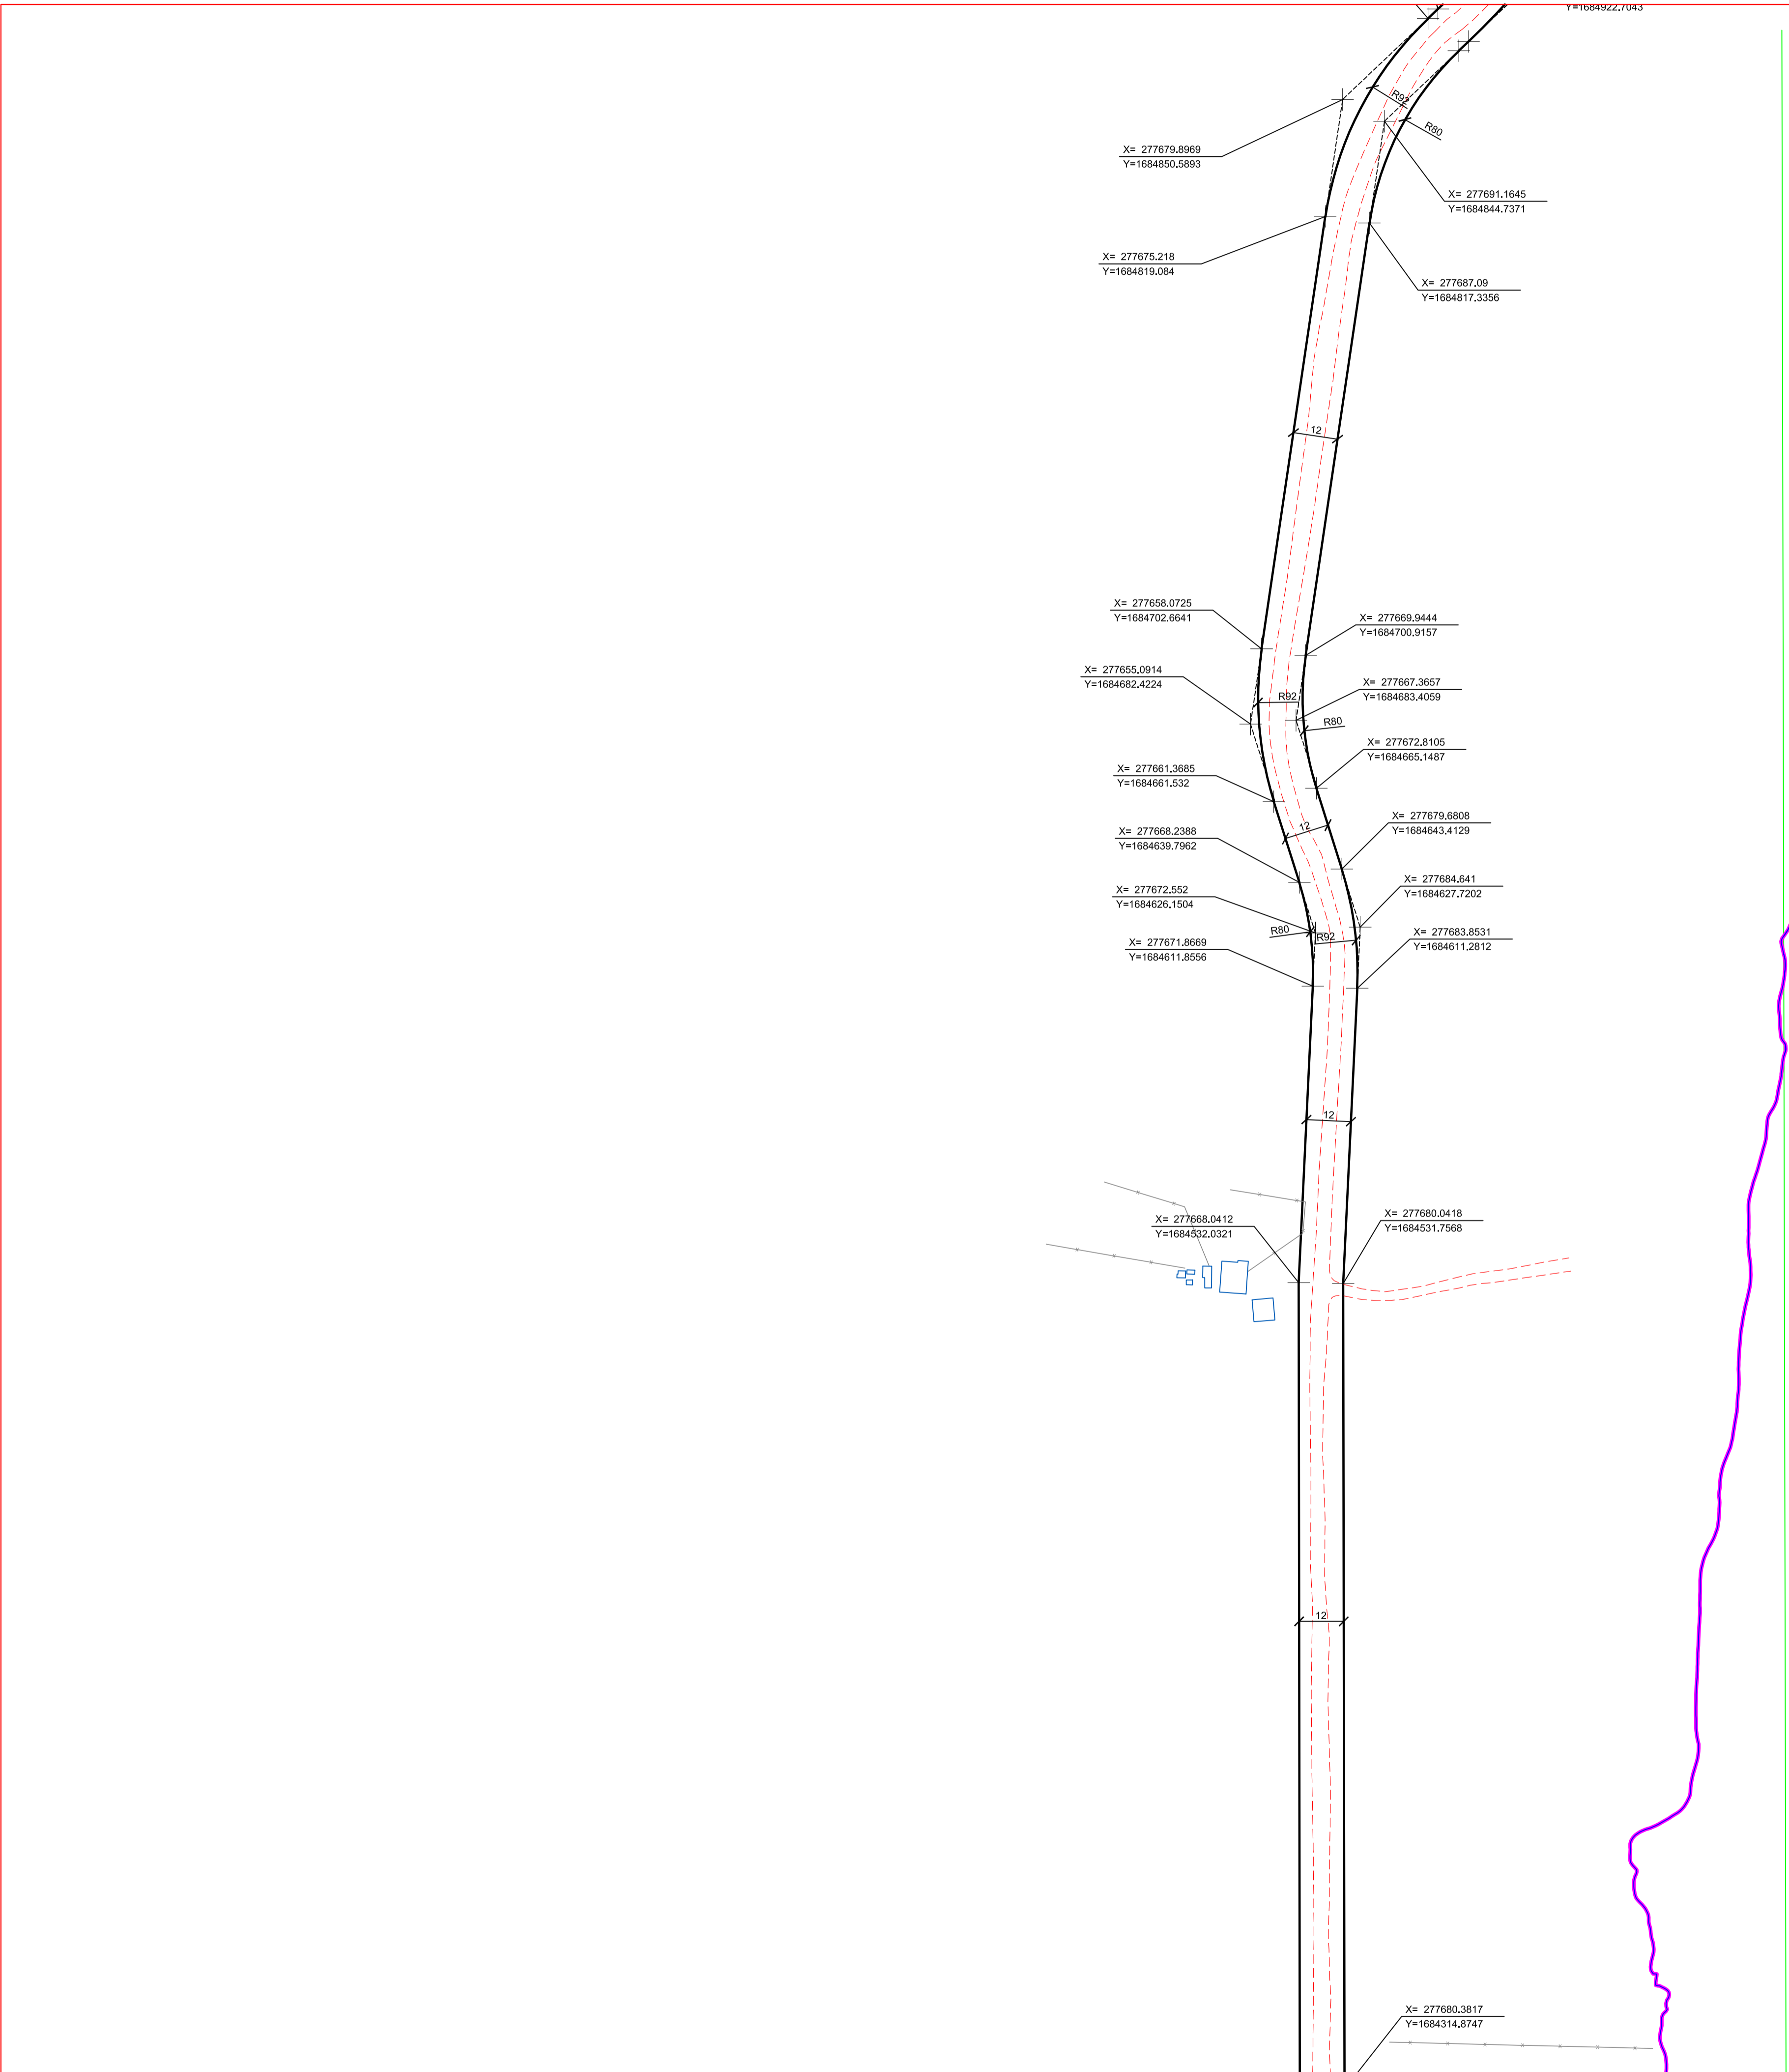 Y=1684922.7043
R92
R80
X= 277679.8969
Y=1684850.5893
X= 277691.1645
Y=1684844.7371
X= 277675.218
Y=1684819.084
X= 277687.09
Y=1684817.3356
12
X= 277658.0725
Y=1684702.6641
X= 277669.9444
Y=1684700.9157
X= 277655.0914
Y=1684682.4224
X= 277667.3657
Y=1684683.4059
R92
R80
X= 277672.8105
Y=1684665.1487
X= 277661.3685
Y=1684661.532
X= 277679.6808
Y=1684643.4129
12
X= 277668.2388
Y=1684639.7962
X= 277684.641
Y=1684627.7202
X= 277672.552
Y=1684626.1504
R80
R92
X= 277683.8531
Y=1684611.2812
X= 277671.8669
Y=1684611.8556
12
X= 277668.0412
Y=1684532.0321
X= 277680.0418
Y=1684531.7568
12
X= 277680.3817
Y=1684314.8747